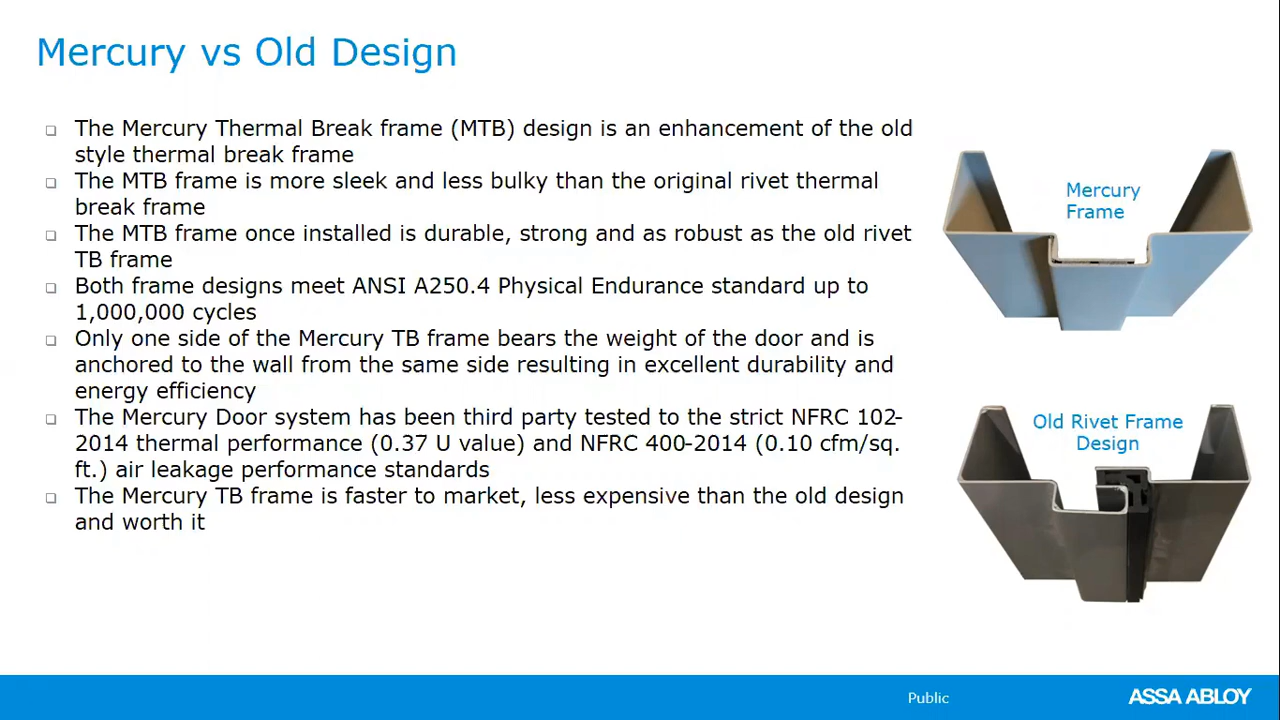 Mercury vs Old Design
❑ The Mercury Thermal Break frame (MTB) design is an enhancement of the old
style thermal break frame
❑ The MTB frame is more sleek and less bulky than the original rivet thermal
break frame
❑ The MTB frame once installed is durable, strong and as robust as the old rivet
TB frame
❑ Both frame designs meet ANSI A250.4 Physical Endurance standard up to
1,000,000 cycles
❑ Only one side of the Mercury TB frame bears the weight of the door and is
anchored to the wall from the same side resulting in excellent durability and
energy efficiency
❑ The Mercury Door system has been third party tested to the strict NFRC 102-
2014 thermal performance (0.37 U value) and NFRC 400-2014 (0.10 cfm/sq.
ft.) air leakage performance standards
❑ The Mercury TB frame is faster to market, less expensive than the old design
and worth it
Mercury
Frame
Old Rivet Frame
Design
Public
ASSA ABLOY